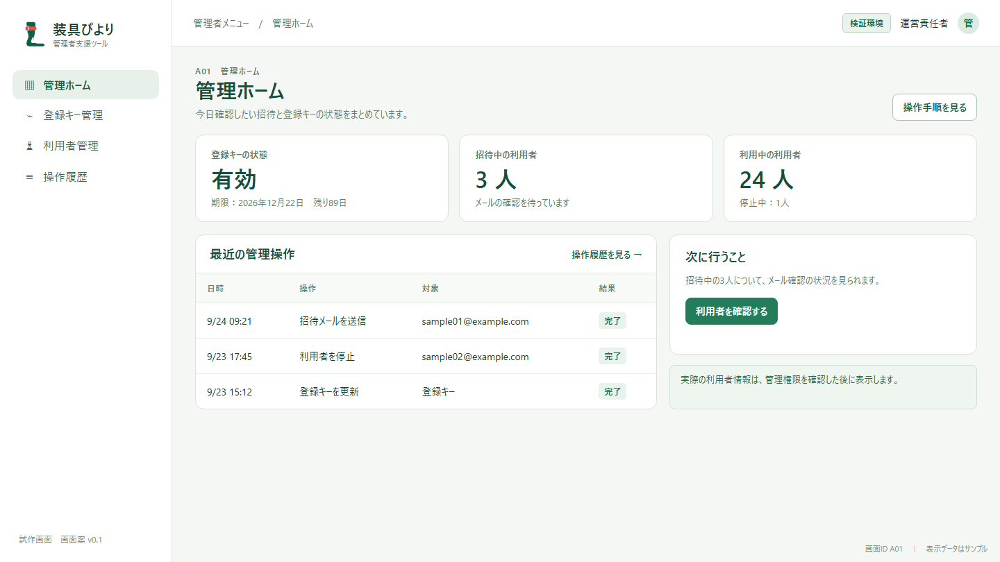 装具びより
管理者支援ツール
管理ホーム
登録キー管理
利用者管理
操作履歴
試作画面 画面案 v0.1
管理者メニュー / 管理ホーム
検証環境 運営責任者 管
A01 管理ホーム
管理ホーム
今日確認したい招待と登録キーの状態をまとめています。
操作手順を見る
登録キーの状態
有効
期限：2026年12月22日 残り89日
招待中の利用者
3 人
メールの確認を待っています
利用中の利用者
24 人
停止中：1人
最近の管理操作
操作履歴を見る →
日時 操作 対象 結果
9/24 09:21 招待メールを送信 sample01@example.com 完了
9/23 17:45 利用者を停止 sample02@example.com 完了
9/23 15:12 登録キーを更新 登録キー 完了
次に行うこと
招待中の3人について、メール確認の状況を見られます。
利用者を確認する
実際の利用者情報は、管理権限を確認した後に表示します。
画面ID A01 | 表示データはサンプル